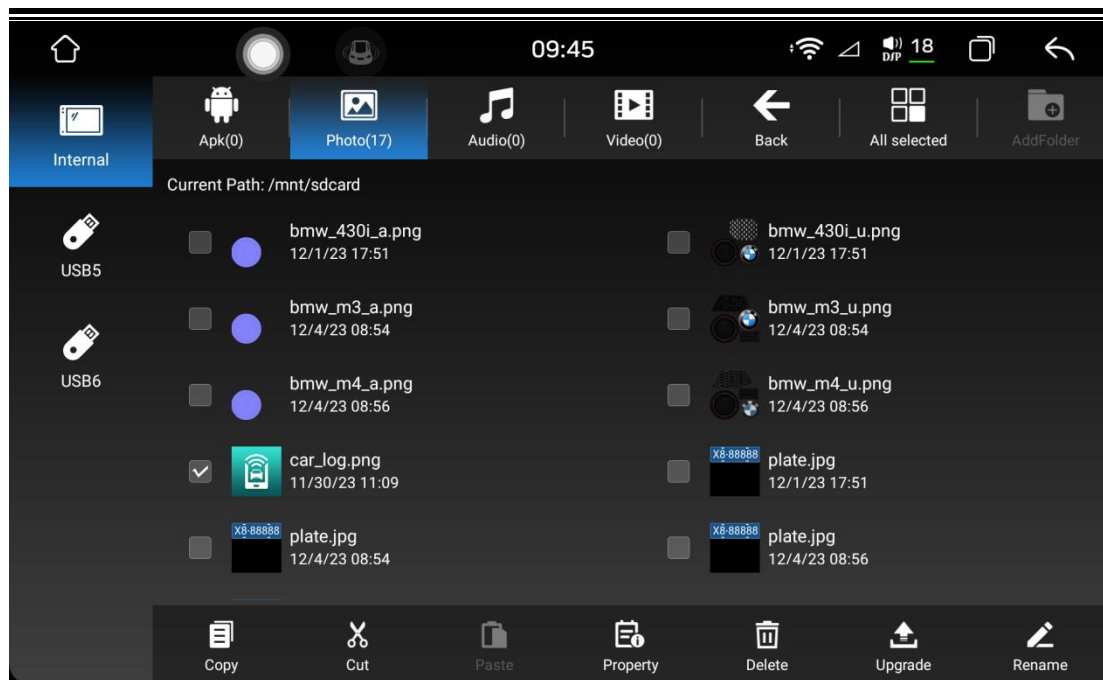 09:45
DSP 18
Apk(0)
Photo(17)
Audio(0)
Video(0)
Back
All selected
AddFolder
Internal
USB5
USB6
Current Path: /mnt/sdcard
bmw_430i_a.png
12/1/23 17:51
bmw_430i_u.png
12/1/23 17:51
bmw_m3_a.png
12/4/23 08:54
bmw_m3_u.png
12/4/23 08:54
bmw_m4_a.png
12/4/23 08:56
bmw_m4_u.png
12/4/23 08:56
car_log.png
11/30/23 11:09
X8·88888
plate.jpg
12/1/23 17:51
X8·88888
plate.jpg
12/4/23 08:54
X8·88888
plate.jpg
12/4/23 08:56
Copy
Cut
Paste
Property
Delete
Upgrade
Rename